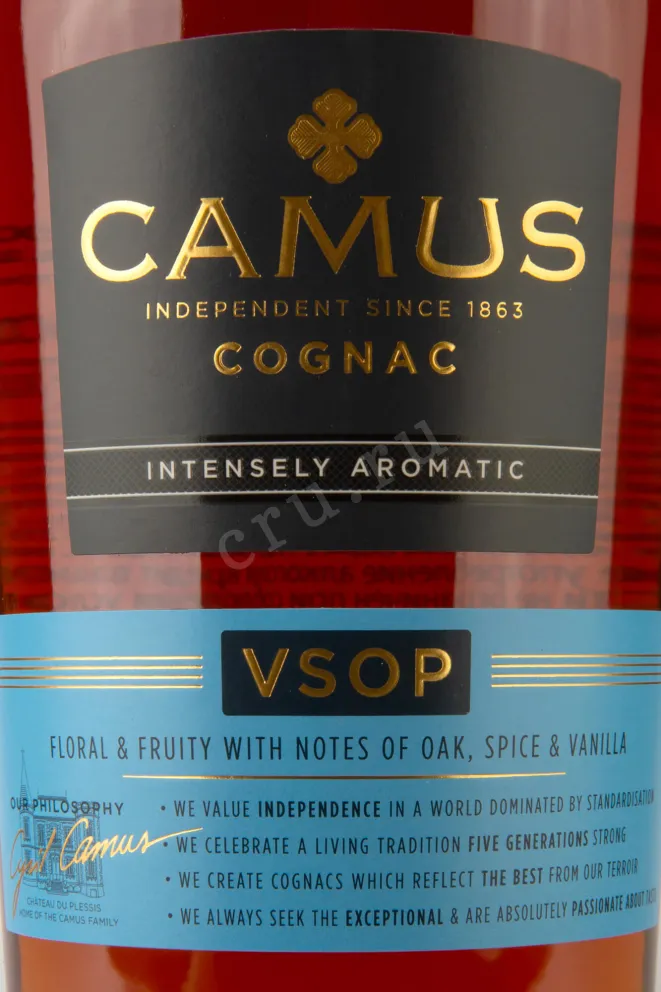 CAMUS
INDEPENDENT SINCE 1863
COGNAC
INTENSELY AROMATIC
cru.ru
VSOP
FLORAL & FRUITY WITH NOTES OF OAK, SPICE & VANILLA
OUR PHILOSOPHY
Cyril Camus
CHÂTEAU DU PLESSIS
HOME OF THE CAMUS FAMILY
• WE VALUE INDEPENDENCE IN A WORLD DOMINATED BY STANDARDISATION
• WE CELEBRATE A LIVING TRADITION FIVE GENERATIONS STRONG
• WE CREATE COGNACS WHICH REFLECT THE BEST FROM OUR TERROIR
• WE ALWAYS SEEK THE EXCEPTIONAL & ARE ABSOLUTELY PASSIONATE ABOUT